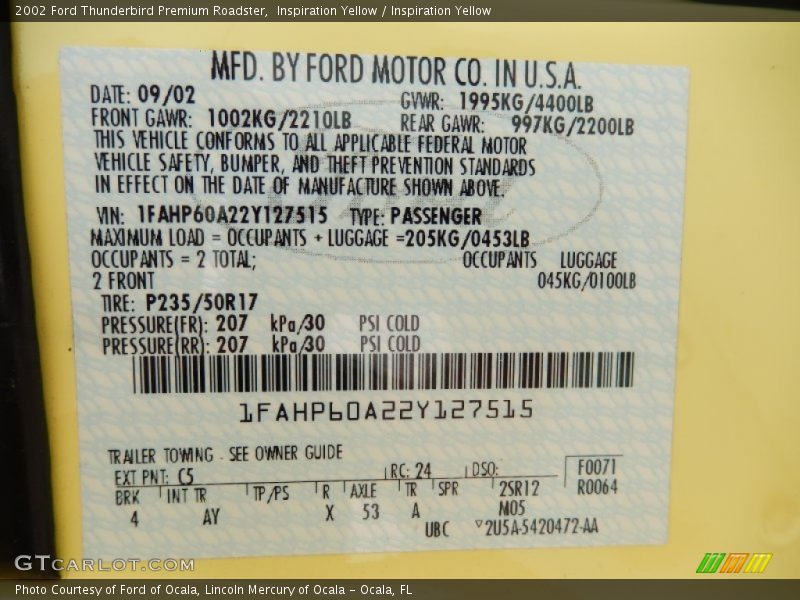 2002 Ford Thunderbird Premium Roadster,  Inspiration Yellow / Inspiration Yellow
MFD. BY FORD MOTOR CO. IN U.S.A.
DATE: 09/02 GVWR: 1995KG/4400LB
FRONT GAWR: 1002KG/2210LB REAR GAWR: 997KG/2200LB
THIS VEHICLE CONFORMS TO ALL APPLICABLE FEDERAL MOTOR
VEHICLE SAFETY, BUMPER, AND THEFT PREVENTION STANDARDS
IN EFFECT ON THE DATE OF MANUFACTURE SHOWN ABOVE.
VIN: 1FAHP60A22Y127515 TYPE: PASSENGER
MAXIMUM LOAD = OCCUPANTS + LUGGAGE =205KG/0453LB
OCCUPANTS = 2 TOTAL; OCCUPANTS LUGGAGE
2 FRONT 045KG/0100LB
TIRE: P235/50R17
PRESSURE(FR): 207 kPa/30 PSI COLD
PRESSURE(RR): 207 kPa/30 PSI COLD
1FAHP60A22Y127515
TRAILER TOWING - SEE OWNER GUIDE
EXT PNT: C5 RC: 24 DSO: F0071
BRK INT TR TP/PS R AXLE TR SPR 2SR12 R0064
4 AY X 53 A M05
UBC ▽2U5A-5420472-AA
GTCARLOT.COM
Photo Courtesy of Ford of Ocala, Lincoln Mercury of Ocala – Ocala, FL